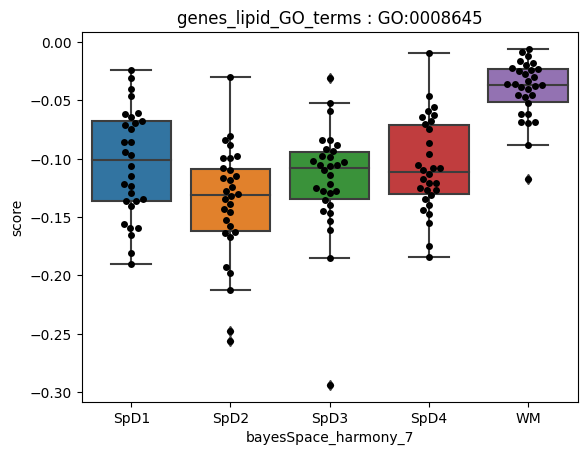 genes_lipid_GO_terms : GO:0008645
0.00
−0.05
−0.10
−0.15
−0.20
−0.25
−0.30
score
SpD1 SpD2 SpD3 SpD4 WM
bayesSpace_harmony_7